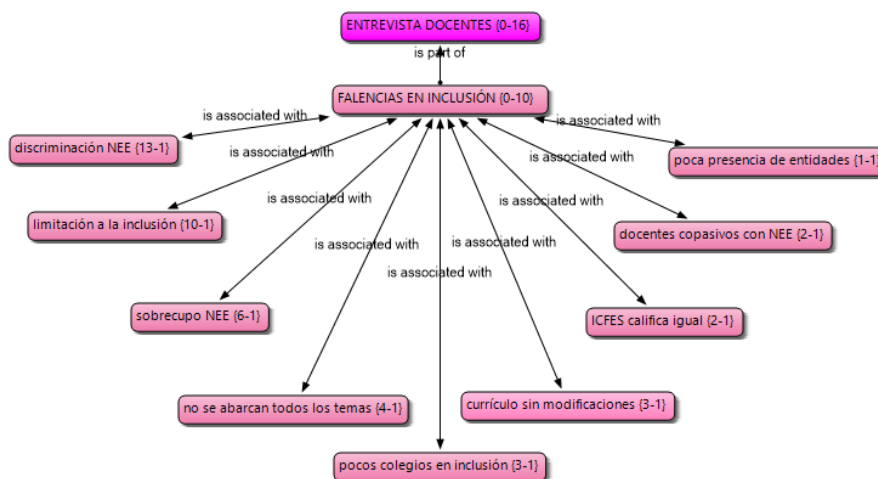 ENTREVISTA DOCENTES {0-16}
is part of
FALENCIAS EN INCLUSIÓN {0-10}
is associated with
is associated with
discriminación NEE {13-1}
is associated with
is associated with
poca presencia de entidades {1-1}
is associated with
is associated with
limitación a la inclusión {10-1}
docentes copasivos con NEE {2-1}
is associated with
is associated with
is associated with
sobrecupo NEE {6-1}
ICFES califica igual {2-1}
no se abarcan todos los temas {4-1}
currículo sin modificaciones {3-1}
pocos colegios en inclusión {3-1}